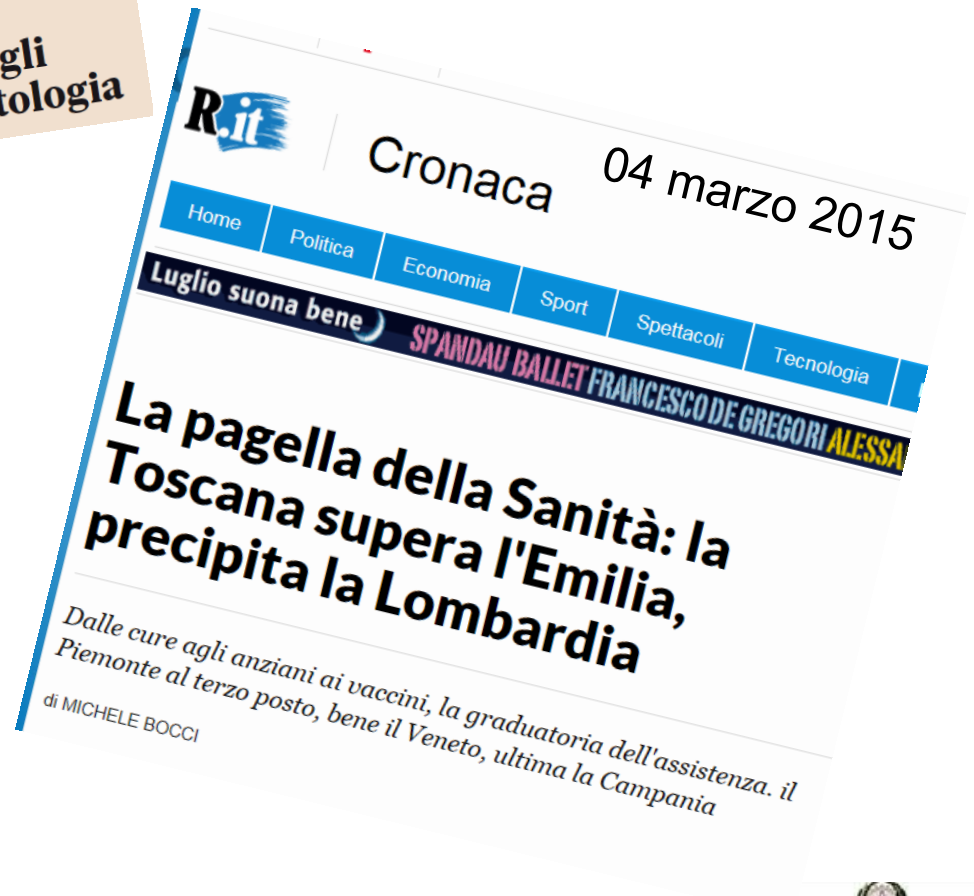 gli
tologia
R.it
Cronaca
04 marzo 2015
Home
Politica
Economia
Sport
Spettacoli
Tecnologia
Luglio suona bene
SPANDAU BALLET FRANCESCO DE GREGORI ALESSA
La pagella della Sanità: la
Toscana supera l'Emilia,
precipita la Lombardia
Dalle cure agli anziani ai vaccini, la graduatoria dell'assistenza. il
Piemonte al terzo posto, bene il Veneto, ultima la Campania
di MICHELE BOCCI